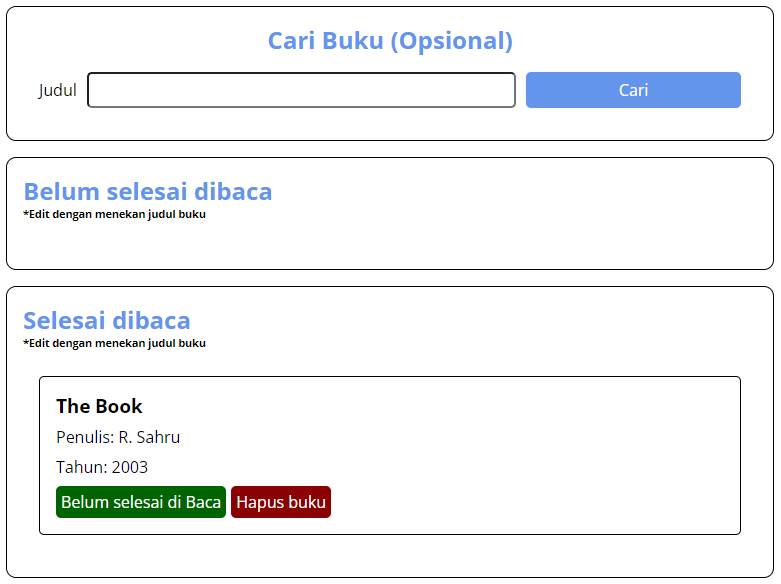 Cari Buku (Opsional)
Judul Cari
Belum selesai dibaca
*Edit dengan menekan judul buku
Selesai dibaca
*Edit dengan menekan judul buku
The Book
Penulis: R. Sahru
Tahun: 2003
Belum selesai di Baca Hapus buku